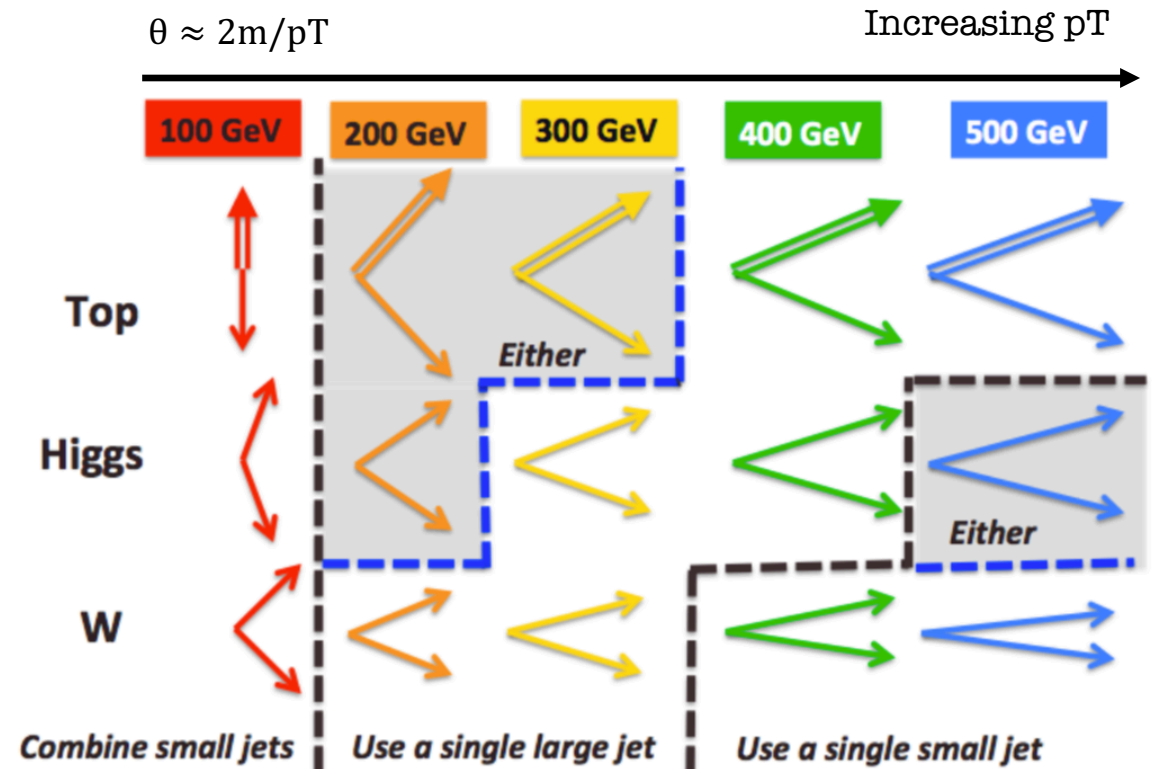 θ ≈ 2m/pT
Increasing pT
100 GeV
200 GeV
300 GeV
400 GeV
500 GeV
Top
Either
Higgs
Either
W
Combine small jets
Use a single large jet
Use a single small jet